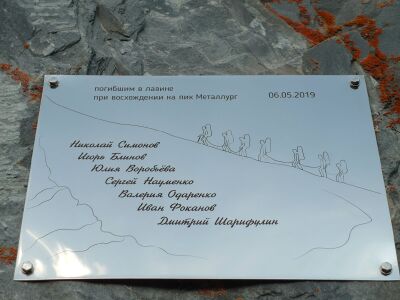 погибшим в лавине
при восхождении на пик Металлург 06.05.2019
Николай Симонов
Игорь Блинов
Юлия Воробьёва
Сергей Науменко
Валерия Одаренко
Иван Фоканов
Дмитрий Шарифулин